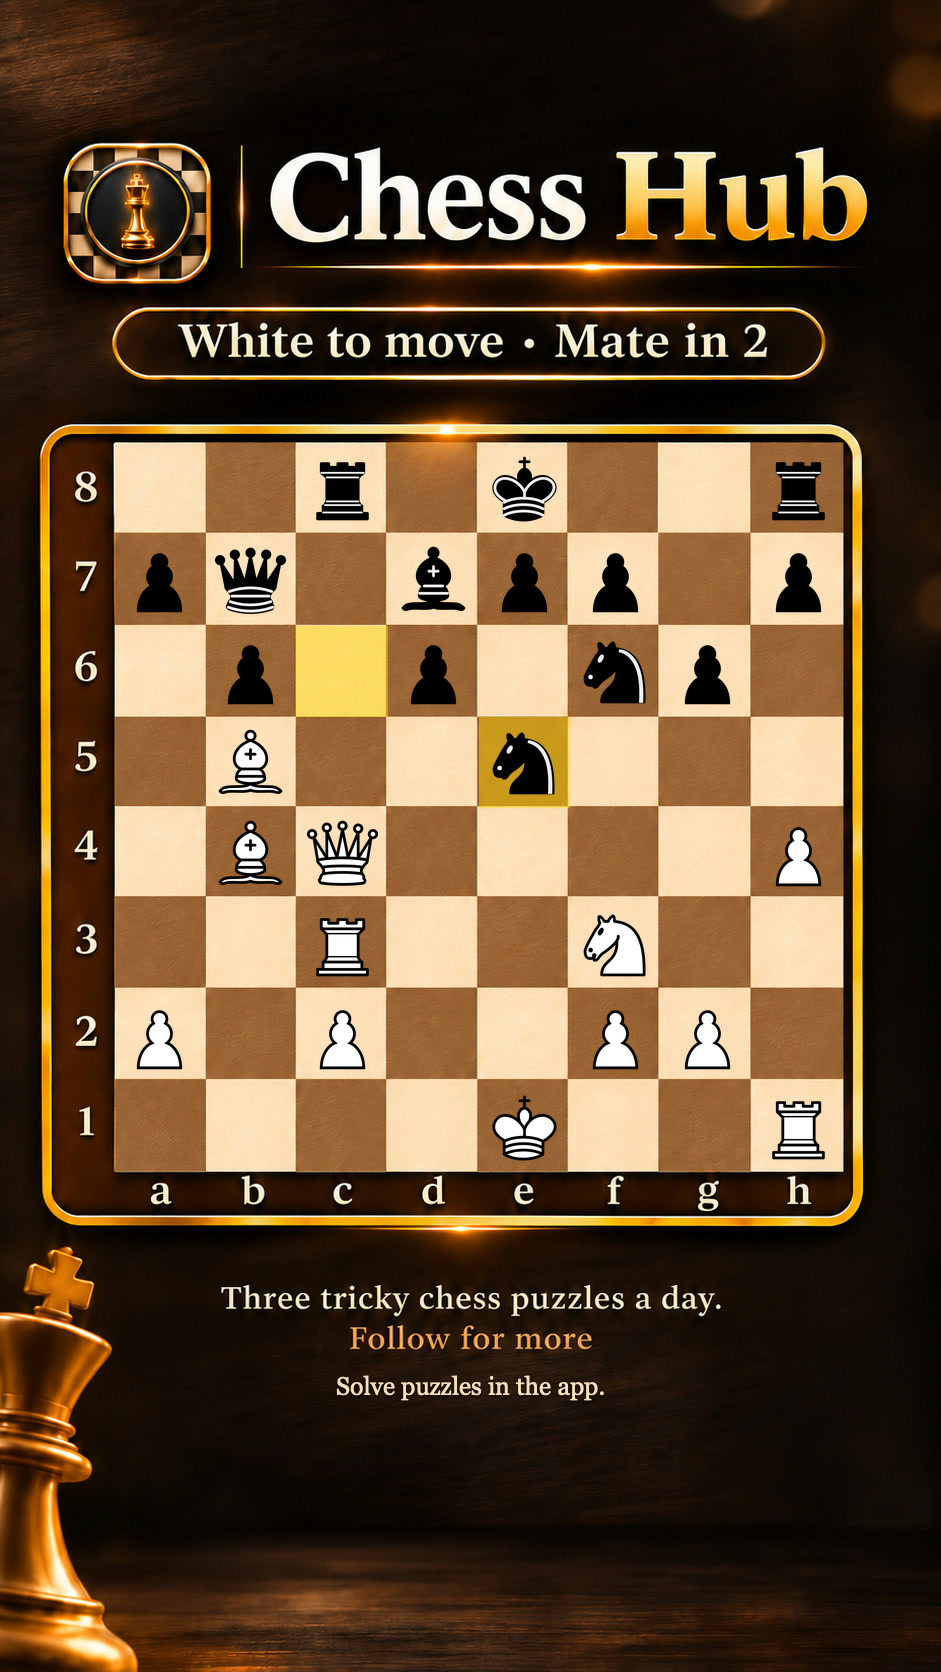 Chess Hub
White to move • Mate in 2
8
7
6
5
4
3
2
1
a b c d e f g h
Three tricky chess puzzles a day.
Follow for more
Solve puzzles in the app.